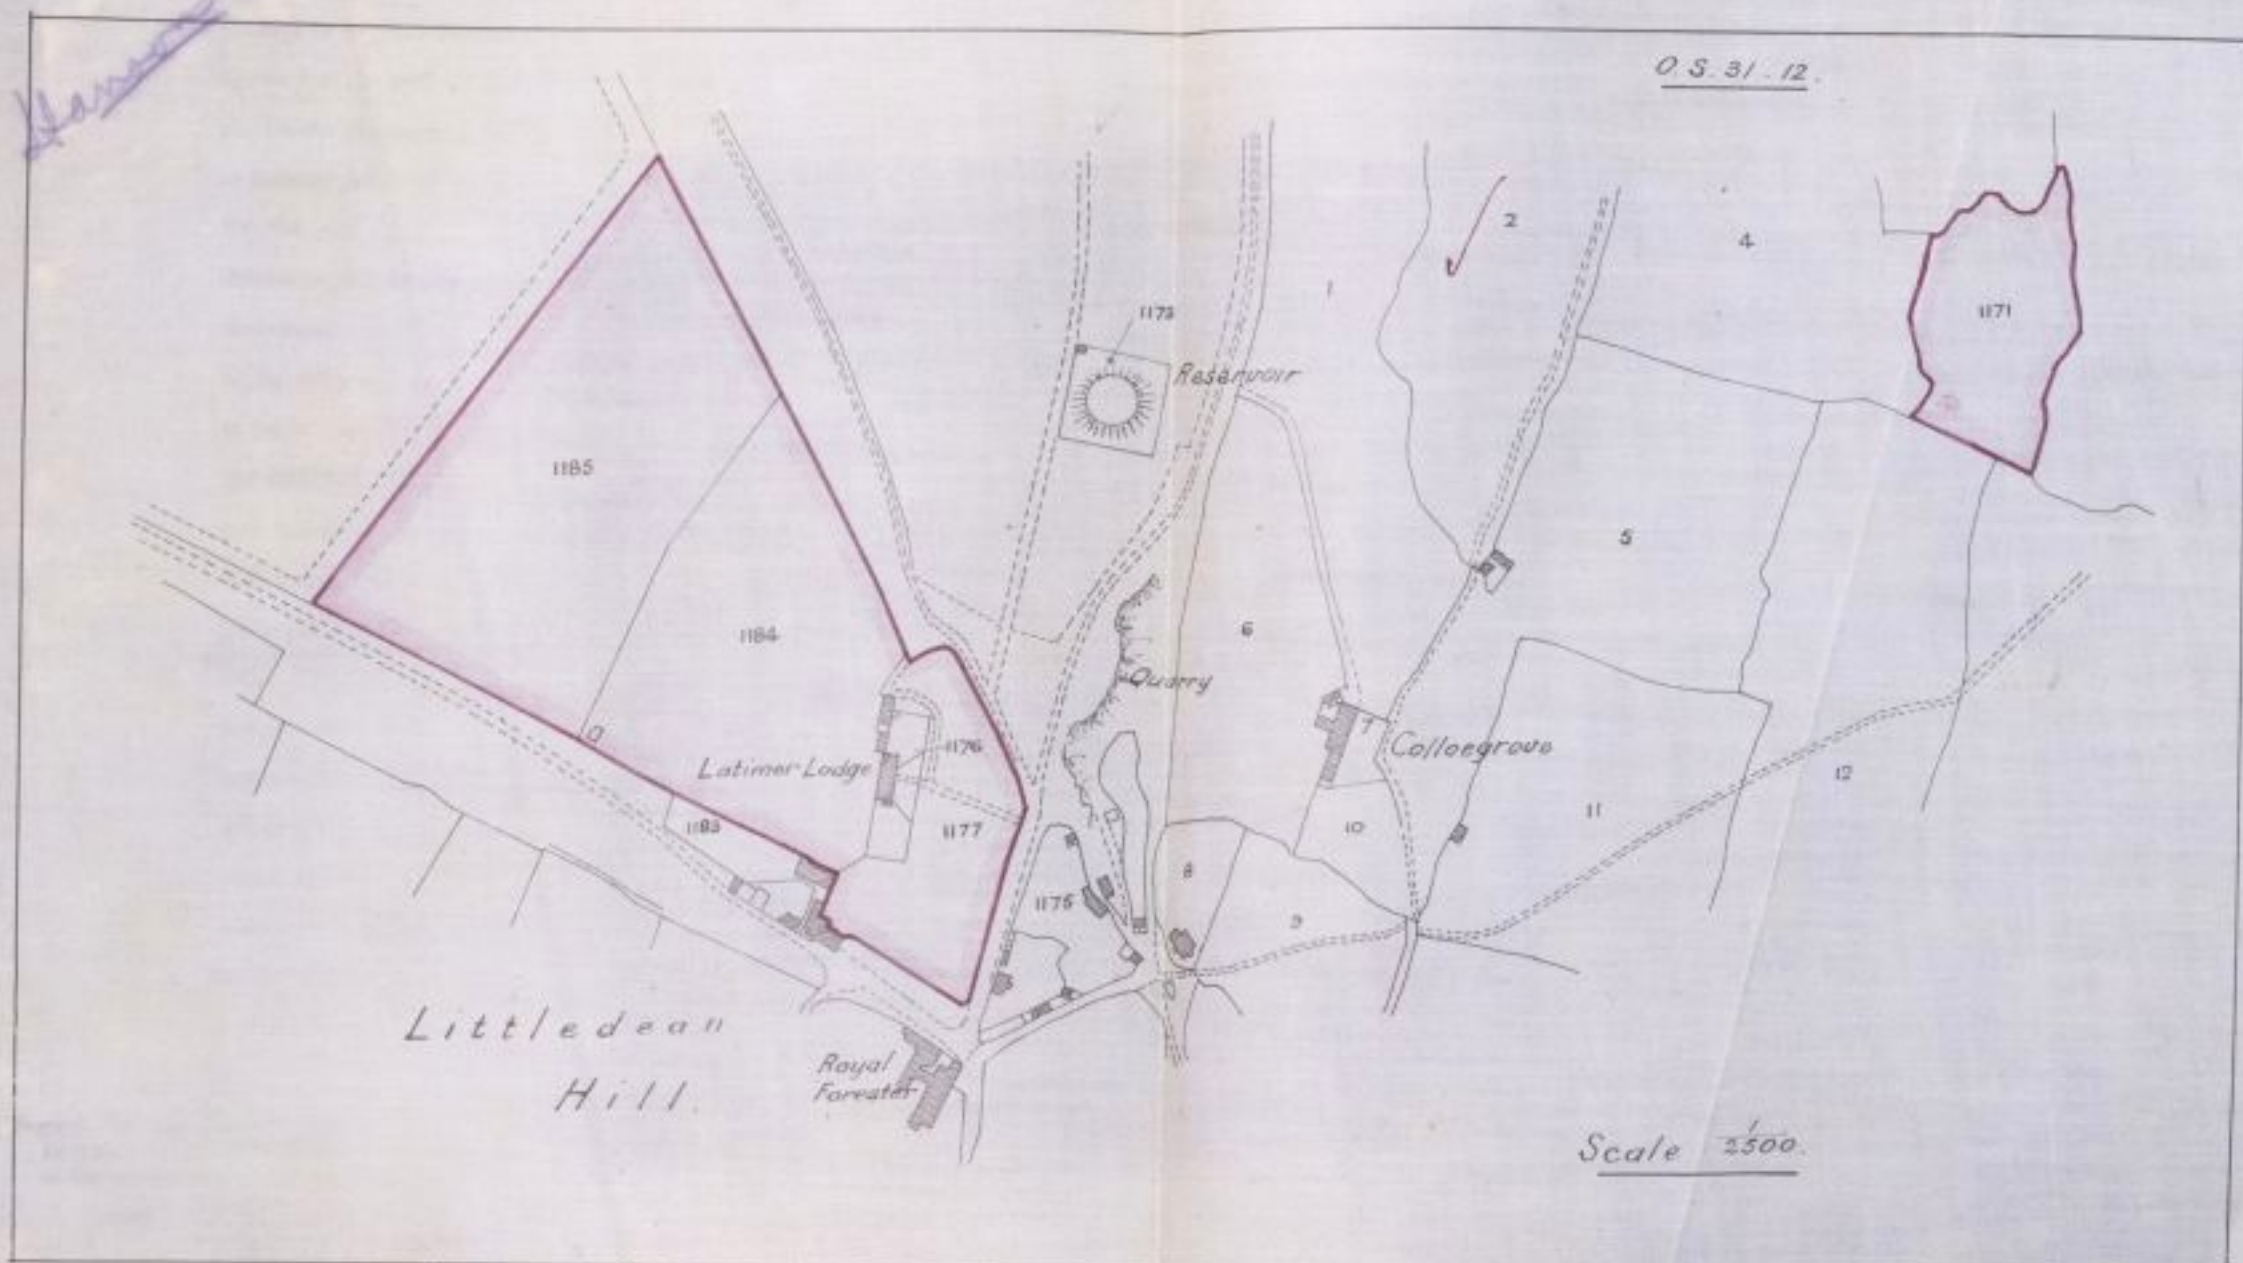 O.S. 31.12.
2
4
1
1171
1173
Reservoir
1185
5
1184
6
Quarry
7
1176
Latimer Lodge
12
1183
1177
10
11
8
1175
9
Littledean
Hill.
Royal
Forester
Scale 1/2500.